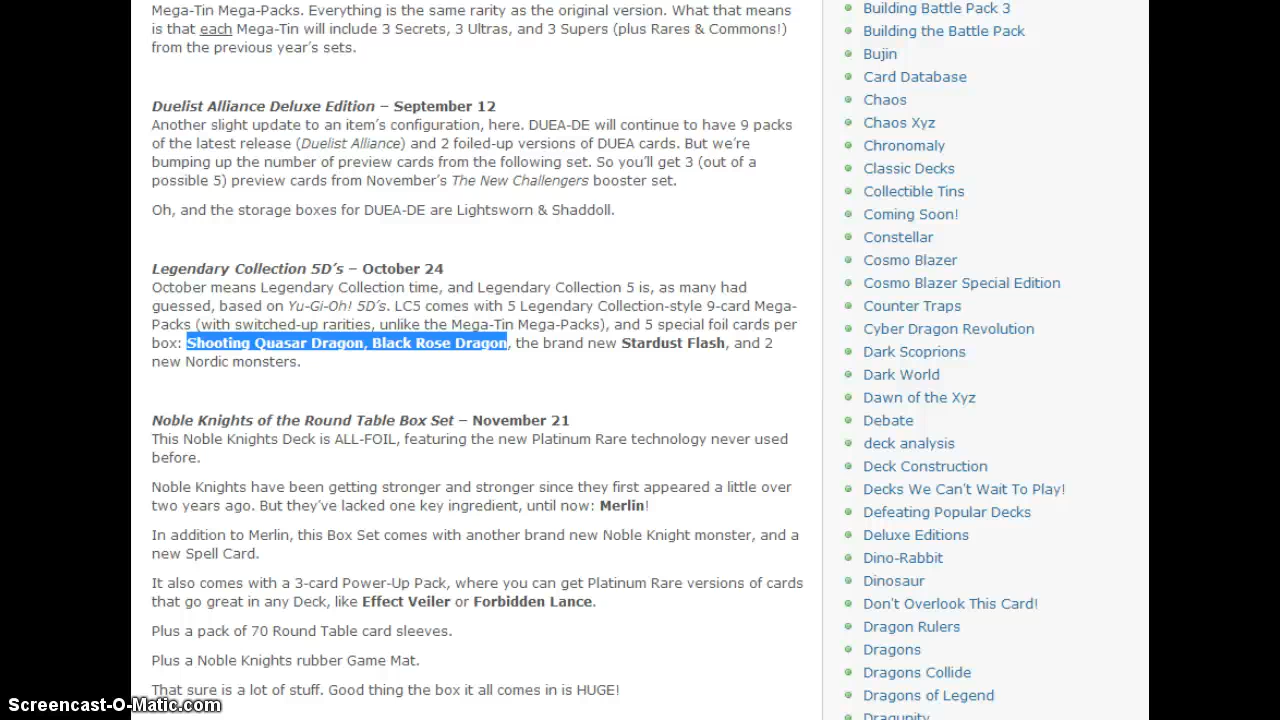 Mega-Tin Mega-Packs. Everything is the same rarity as the original version. What that means
is that each Mega-Tin will include 3 Secrets, 3 Ultras, and 3 Supers (plus Rares & Commons!)
from the previous year's sets.
Duelist Alliance Deluxe Edition – September 12
Another slight update to an item's configuration, here. DUEA-DE will continue to have 9 packs
of the latest release (Duelist Alliance) and 2 foiled-up versions of DUEA cards. But we're
bumping up the number of preview cards from the following set. So you'll get 3 (out of a
possible 5) preview cards from November's The New Challengers booster set.
Oh, and the storage boxes for DUEA-DE are Lightsworn & Shaddoll.
Legendary Collection 5D's – October 24
October means Legendary Collection time, and Legendary Collection 5 is, as many had
guessed, based on Yu-Gi-Oh! 5D's. LC5 comes with 5 Legendary Collection-style 9-card Mega-
Packs (with switched-up rarities, unlike the Mega-Tin Mega-Packs), and 5 special foil cards per
box: Shooting Quasar Dragon, Black Rose Dragon, the brand new Stardust Flash, and 2
new Nordic monsters.
Noble Knights of the Round Table Box Set – November 21
This Noble Knights Deck is ALL-FOIL, featuring the new Platinum Rare technology never used
before.
Noble Knights have been getting stronger and stronger since they first appeared a little over
two years ago. But they've lacked one key ingredient, until now: Merlin!
In addition to Merlin, this Box Set comes with another brand new Noble Knight monster, and a
new Spell Card.
It also comes with a 3-card Power-Up Pack, where you can get Platinum Rare versions of cards
that go great in any Deck, like Effect Veiler or Forbidden Lance.
Plus a pack of 70 Round Table card sleeves.
Plus a Noble Knights rubber Game Mat.
That sure is a lot of stuff. Good thing the box it all comes in is HUGE!
Building Battle Pack 3
Building the Battle Pack
Bujin
Card Database
Chaos
Chaos Xyz
Chronomaly
Classic Decks
Collectible Tins
Coming Soon!
Constellar
Cosmo Blazer
Cosmo Blazer Special Edition
Counter Traps
Cyber Dragon Revolution
Dark Scoprions
Dark World
Dawn of the Xyz
Debate
deck analysis
Deck Construction
Decks We Can't Wait To Play!
Defeating Popular Decks
Deluxe Editions
Dino-Rabbit
Dinosaur
Don't Overlook This Card!
Dragon Rulers
Dragons
Dragons Collide
Dragons of Legend
Dragunity
Screencast-O-Matic.com